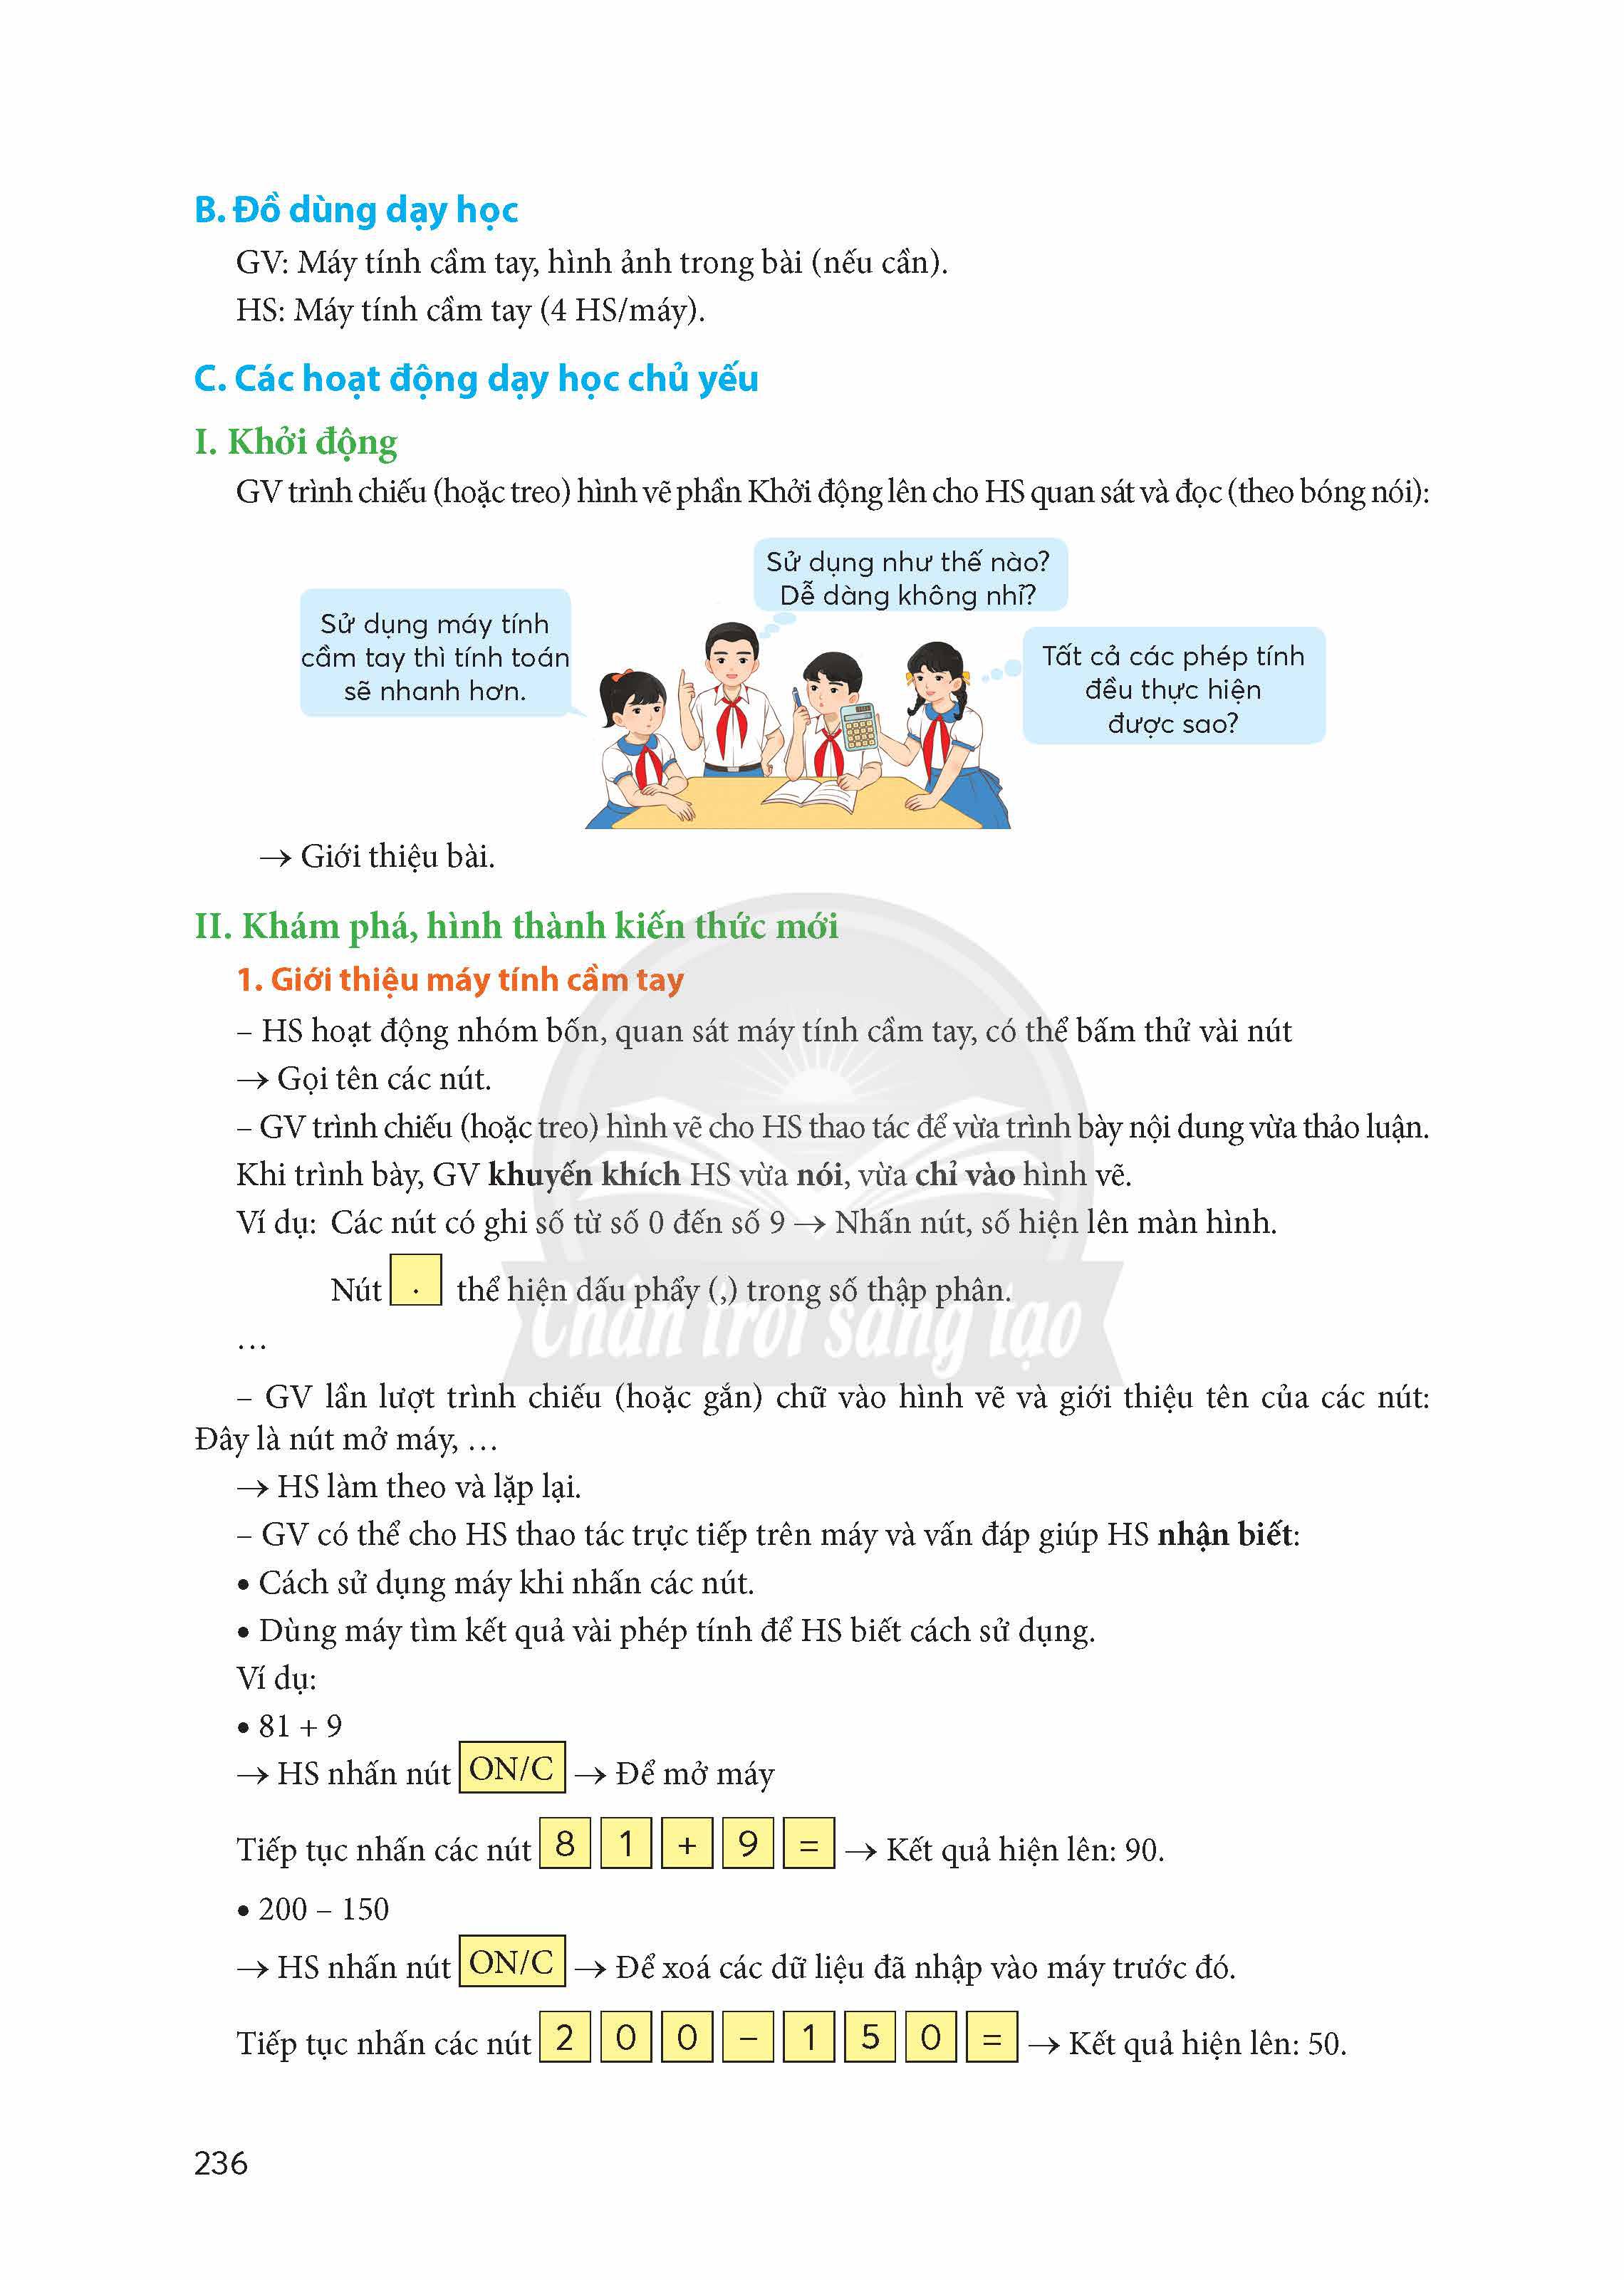 B. Đồ dùng dạy học
GV: Máy tính cầm tay, hình ảnh trong bài (nếu cần).
HS: Máy tính cầm tay (4 HS/máy).
C. Các hoạt động dạy học chủ yếu
I. Khởi động
GV trình chiếu (hoặc treo) hình vẽ phần Khởi động lên cho HS quan sát và đọc (theo bóng nói):
Sử dụng như thế nào?
Dễ dàng không nhỉ?
Sử dụng máy tính
cầm tay thì tính toán
sẽ nhanh hơn.
Tất cả các phép tính
đều thực hiện
được sao?
→ Giới thiệu bài.
II. Khám phá, hình thành kiến thức mới
1. Giới thiệu máy tính cầm tay
– HS hoạt động nhóm bốn, quan sát máy tính cầm tay, có thể bấm thử vài nút
→ Gọi tên các nút.
– GV trình chiếu (hoặc treo) hình vẽ cho HS thao tác để vừa trình bày nội dung vừa thảo luận.
Khi trình bày, GV khuyến khích HS vừa nói, vừa chỉ vào hình vẽ.
Ví dụ: Các nút có ghi số từ số 0 đến số 9 → Nhấn nút, số hiện lên màn hình.
Nút . thể hiện dấu phẩy (,) trong số thập phân.
Chân trời sáng tạo
…
– GV lần lượt trình chiếu (hoặc gắn) chữ vào hình vẽ và giới thiệu tên của các nút:
Đây là nút mở máy, …
→ HS làm theo và lặp lại.
– GV có thể cho HS thao tác trực tiếp trên máy và vấn đáp giúp HS nhận biết:
• Cách sử dụng máy khi nhấn các nút.
• Dùng máy tìm kết quả vài phép tính để HS biết cách sử dụng.
Ví dụ:
• 81 + 9
→ HS nhấn nút ON/C → Để mở máy
Tiếp tục nhấn các nút 8 1 + 9 = → Kết quả hiện lên: 90.
• 200 – 150
→ HS nhấn nút ON/C → Để xoá các dữ liệu đã nhập vào máy trước đó.
Tiếp tục nhấn các nút 2 0 0 – 1 5 0 = → Kết quả hiện lên: 50.
236